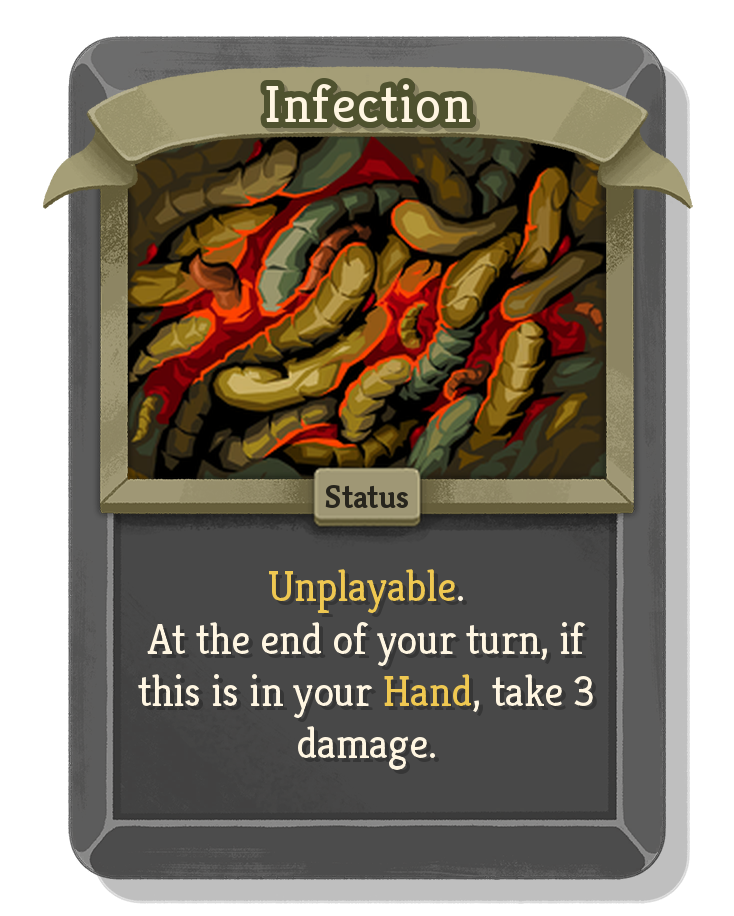 Infection
Status
Unplayable.
At the end of your turn, if
this is in your Hand, take 3
damage.